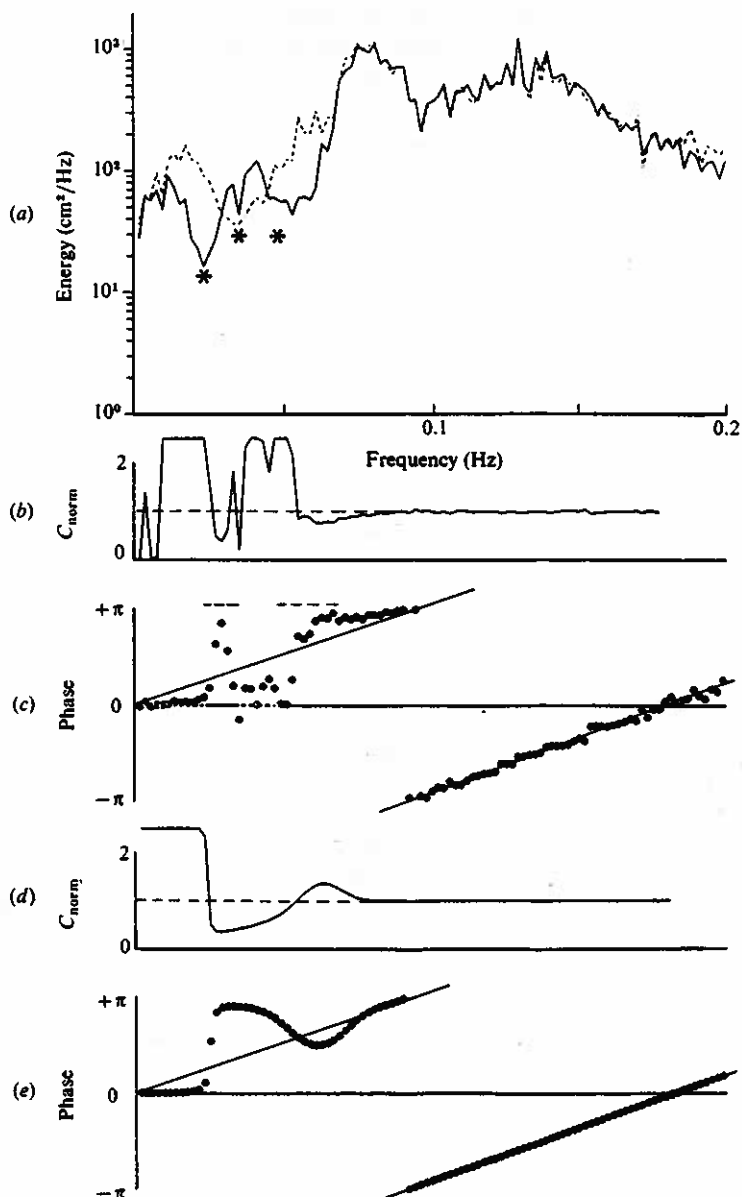 10³
10²
(a)
Energy (cm²/Hz)
10¹
10⁰
0.1
0.2
Frequency (Hz)
2
(b)
C_norm
0
+π
(c)
Phase
0
−π
2
(d)
C_norm
0
+π
(e)
Phase
0
−π